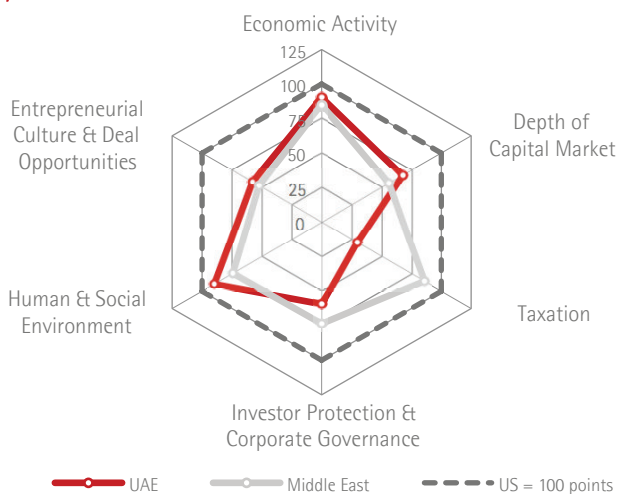 Economic Activity
125
100
75
50
25
0
Entrepreneurial
Culture & Deal
Opportunities
Depth of
Capital Market
Human & Social
Environment
Taxation
Investor Protection &
Corporate Governance
UAE
Middle East
US = 100 points